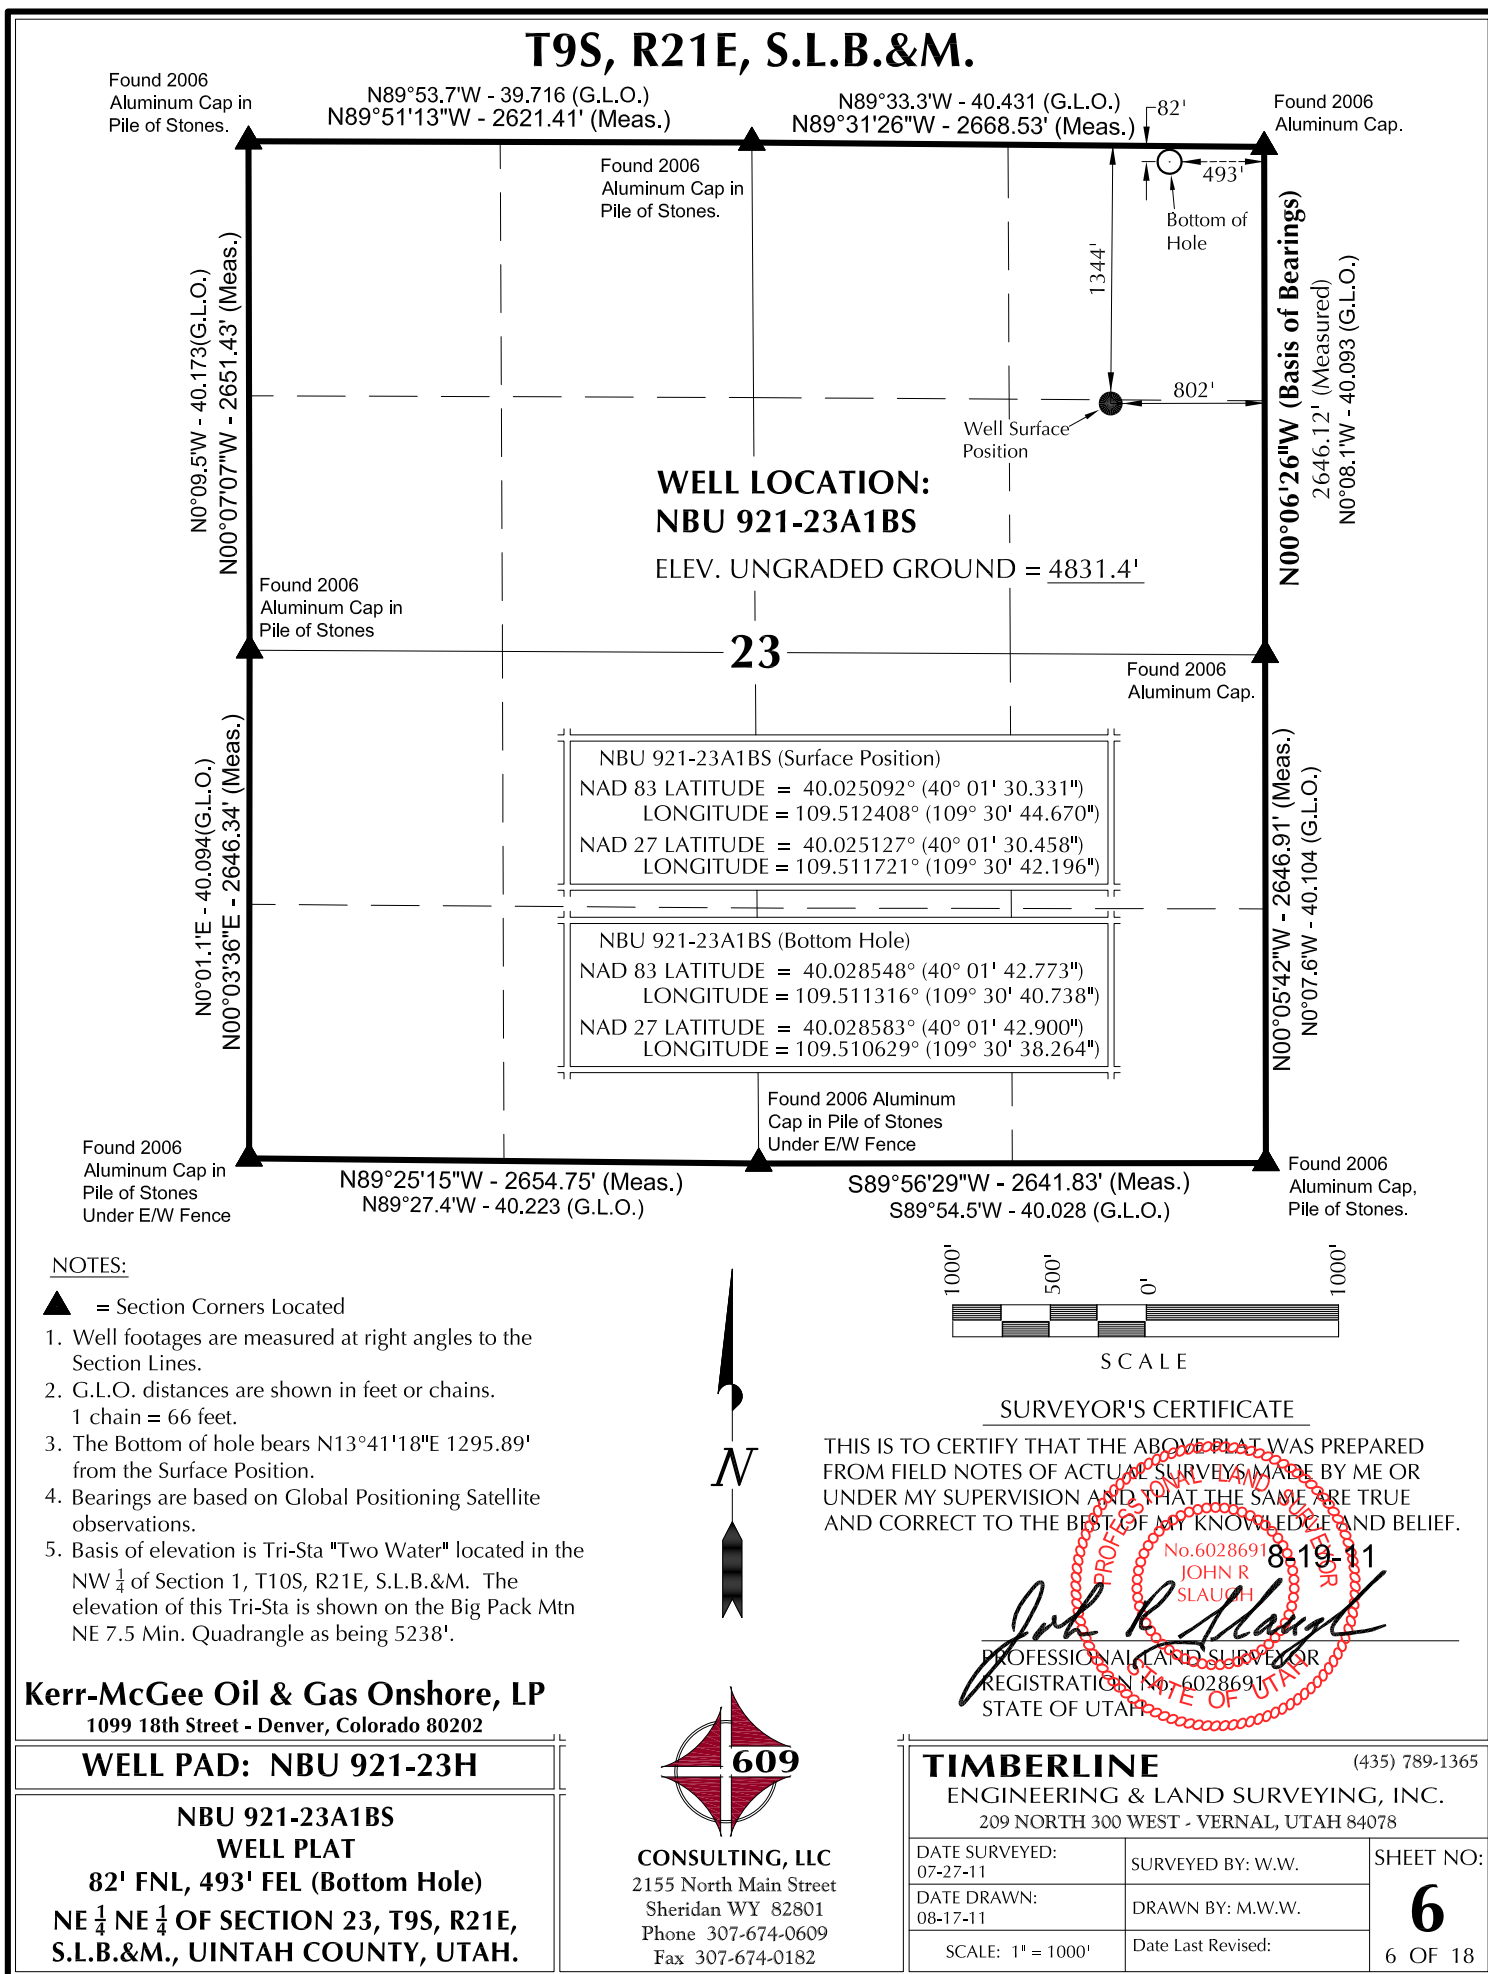 T9S, R21E, S.L.B.&M.
Found 2006
Aluminum Cap in
Pile of Stones.
N89°53.7'W - 39.716 (G.L.O.)
N89°51'13"W - 2621.41' (Meas.)
N89°33.3'W - 40.431 (G.L.O.)
N89°31'26"W - 2668.53' (Meas.)
82'
Found 2006
Aluminum Cap.
Found 2006
Aluminum Cap in
Pile of Stones.
493'
Bottom of
Hole
1344'
802'
Well Surface
Position
N0°09.5'W - 40.173(G.L.O.)
N00°07'07"W - 2651.43' (Meas.)
N00°06'26"W (Basis of Bearings)
2646.12' (Measured)
N0°08.1'W - 40.093 (G.L.O.)
WELL LOCATION:
NBU 921-23A1BS
ELEV. UNGRADED GROUND = 4831.4'
Found 2006
Aluminum Cap in
Pile of Stones
23
Found 2006
Aluminum Cap.
N0°01.1'E - 40.094(G.L.O.)
N00°03'36"E - 2646.34' (Meas.)
N00°05'42"W - 2646.91' (Meas.)
N0°07.6'W - 40.104 (G.L.O.)
NBU 921-23A1BS (Surface Position)
NAD 83 LATITUDE = 40.025092° (40° 01' 30.331")
LONGITUDE = 109.512408° (109° 30' 44.670")
NAD 27 LATITUDE = 40.025127° (40° 01' 30.458")
LONGITUDE = 109.511721° (109° 30' 42.196")
NBU 921-23A1BS (Bottom Hole)
NAD 83 LATITUDE = 40.028548° (40° 01' 42.773")
LONGITUDE = 109.511316° (109° 30' 40.738")
NAD 27 LATITUDE = 40.028583° (40° 01' 42.900")
LONGITUDE = 109.510629° (109° 30' 38.264")
Found 2006 Aluminum
Cap in Pile of Stones
Under E/W Fence
Found 2006
Aluminum Cap in
Pile of Stones
Under E/W Fence
N89°25'15"W - 2654.75' (Meas.)
N89°27.4'W - 40.223 (G.L.O.)
S89°56'29"W - 2641.83' (Meas.)
S89°54.5'W - 40.028 (G.L.O.)
Found 2006
Aluminum Cap,
Pile of Stones.
NOTES:
▲ = Section Corners Located
1. Well footages are measured at right angles to the
Section Lines.
2. G.L.O. distances are shown in feet or chains.
1 chain = 66 feet.
3. The Bottom of hole bears N13°41'18"E 1295.89'
from the Surface Position.
4. Bearings are based on Global Positioning Satellite
observations.
5. Basis of elevation is Tri-Sta "Two Water" located in the
NW 1/4 of Section 1, T10S, R21E, S.L.B.&M. The
elevation of this Tri-Sta is shown on the Big Pack Mtn
NE 7.5 Min. Quadrangle as being 5238'.
N
1000' 500' 0' 1000'
SCALE
SURVEYOR'S CERTIFICATE
THIS IS TO CERTIFY THAT THE ABOVE PLAT WAS PREPARED
FROM FIELD NOTES OF ACTUAL SURVEYS MADE BY ME OR
UNDER MY SUPERVISION AND THAT THE SAME ARE TRUE
AND CORRECT TO THE BEST OF MY KNOWLEDGE AND BELIEF.
PROFESSIONAL LAND SURVEYOR
No.6028691
JOHN R
SLAUGH
STATE OF UTAH
8-19-11
John R Slaugh
PROFESSIONAL LAND SURVEYOR
REGISTRATION No. 6028691
STATE OF UTAH
Kerr-McGee Oil & Gas Onshore, LP
1099 18th Street - Denver, Colorado 80202
WELL PAD: NBU 921-23H
NBU 921-23A1BS
WELL PLAT
82' FNL, 493' FEL (Bottom Hole)
NE 1/4 NE 1/4 OF SECTION 23, T9S, R21E,
S.L.B.&M., UINTAH COUNTY, UTAH.
609
CONSULTING, LLC
2155 North Main Street
Sheridan WY 82801
Phone 307-674-0609
Fax 307-674-0182
TIMBERLINE (435) 789-1365
ENGINEERING & LAND SURVEYING, INC.
209 NORTH 300 WEST - VERNAL, UTAH 84078
DATE SURVEYED:
07-27-11
SURVEYED BY: W.W.
DATE DRAWN:
08-17-11
DRAWN BY: M.W.W.
SCALE: 1" = 1000'
Date Last Revised:
SHEET NO:
6
6 OF 18